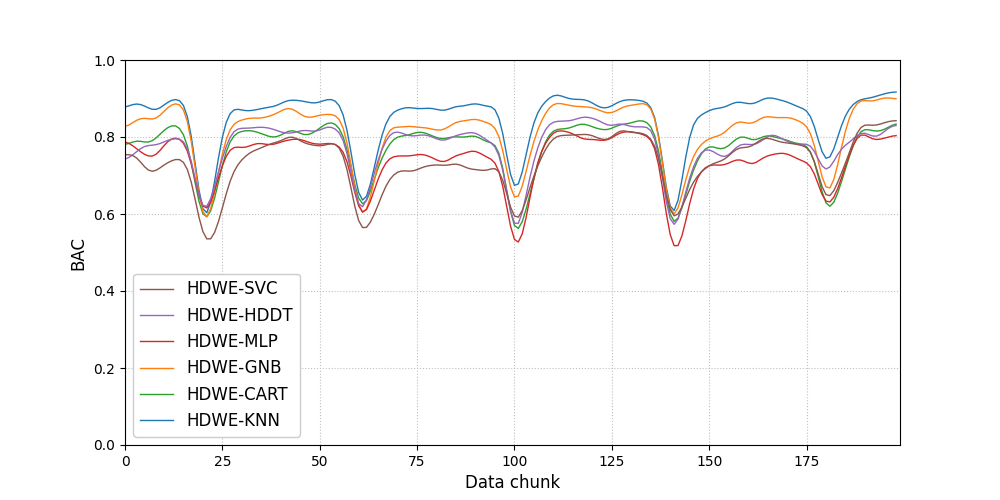 1.0
0.8
0.6
0.4
0.2
0.0
BAC
HDWE-SVC
HDWE-HDDT
HDWE-MLP
HDWE-GNB
HDWE-CART
HDWE-KNN
0 25 50 75 100 125 150 175
Data chunk